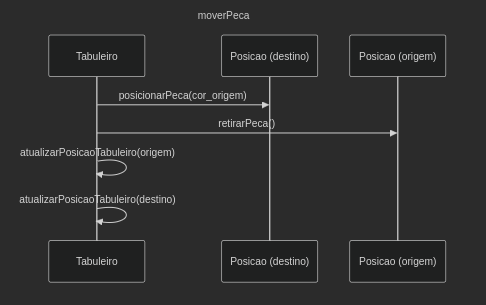 moverPeca
Tabuleiro
Posicao (destino)
Posicao (origem)
posicionarPeca(cor_origem)
retirarPeca()
atualizarPosicaoTabuleiro(origem)
atualizarPosicaoTabuleiro(destino)
Tabuleiro
Posicao (destino)
Posicao (origem)